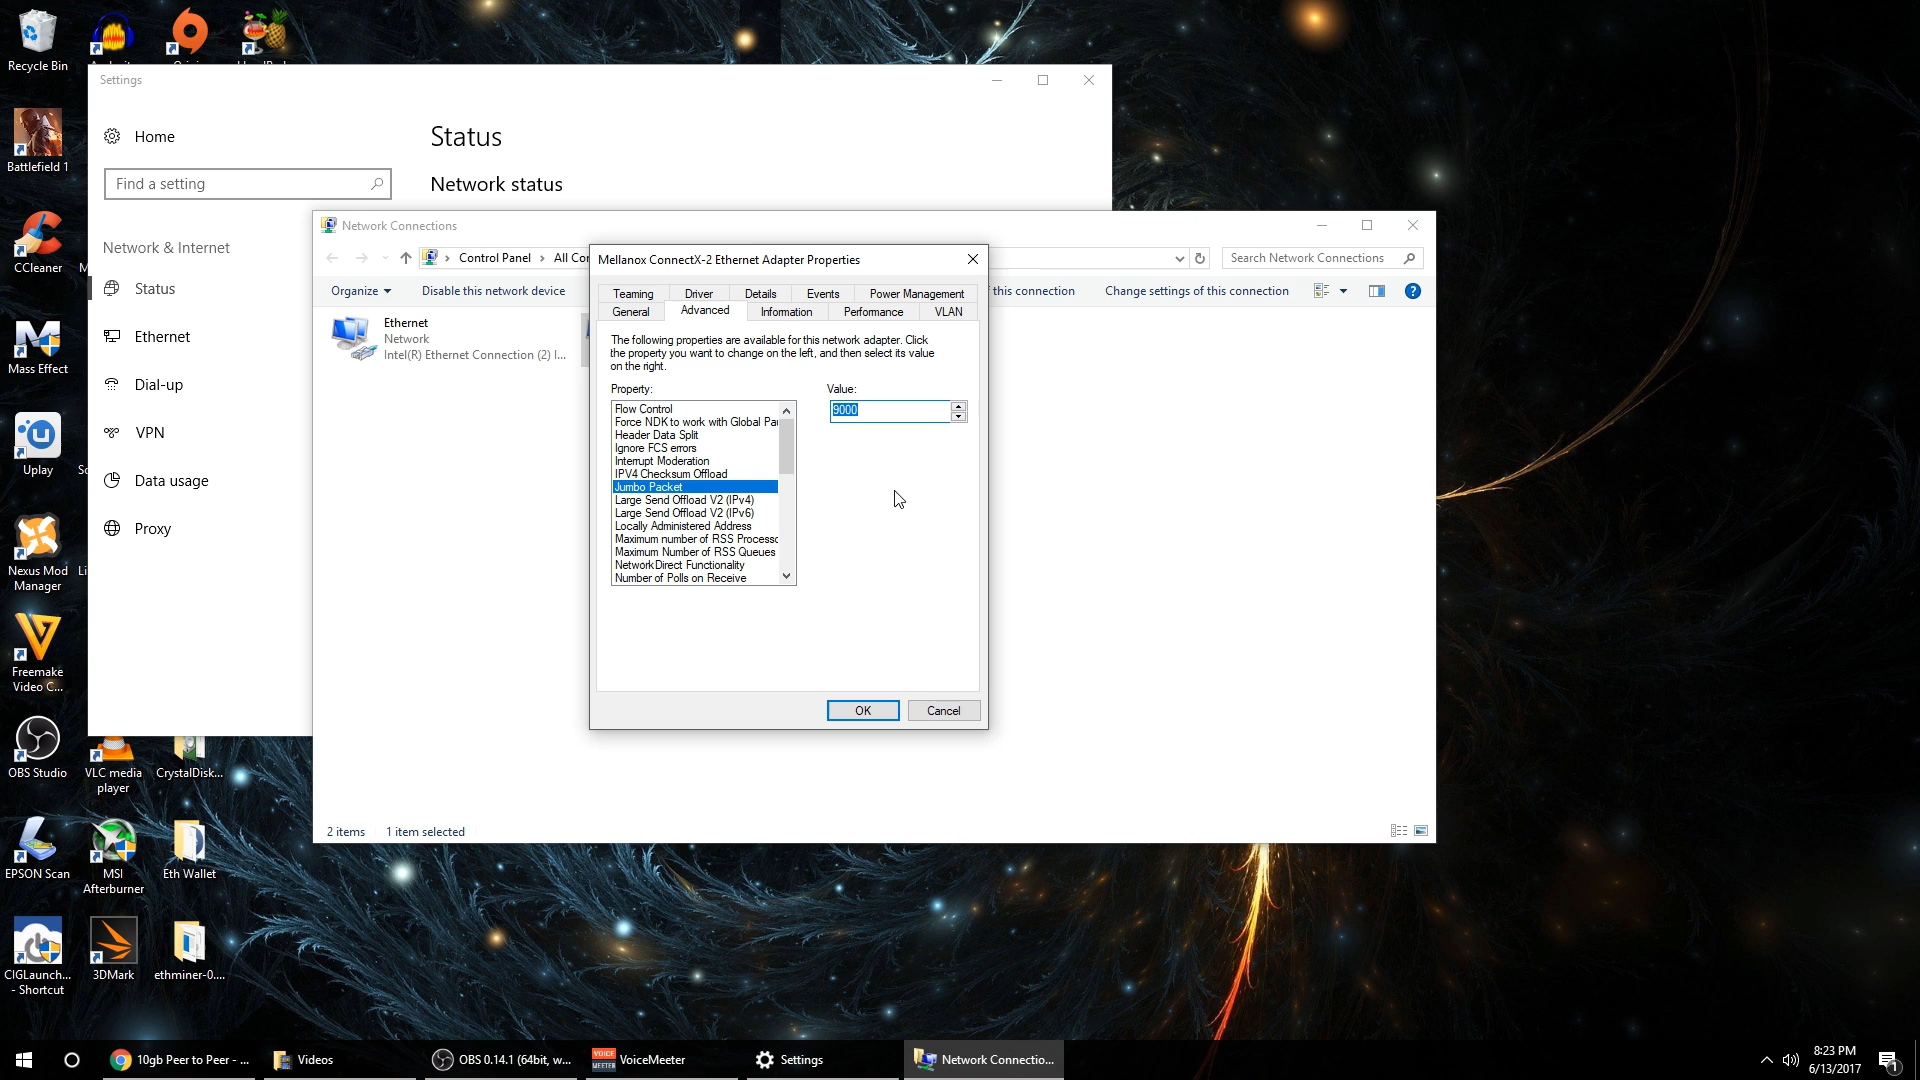 Recycle Bin
Settings
Home
Status
Battlefield 1
Find a setting
Network status
CCleaner
M
Network & Internet
Network Connections
Control Panel
All Cor
Search Network Connections
Mellanox ConnectX-2 Ethernet Adapter Properties
Organize
Disable this network device
f this connection
Change settings of this connection
Teaming
Driver
Details
Events
Power Management
General
Advanced
Information
Performance
VLAN
Status
Ethernet
Dial-up
VPN
Data usage
Proxy
Ethernet
Network
Intel(R) Ethernet Connection (2) I...
The following properties are available for this network adapter. Click
the property you want to change on the left, and then select its value
on the right.
Property:
Value:
Flow Control
Force NDK to work with Global Pau
Header Data Split
Ignore FCS errors
Interrupt Moderation
IPV4 Checksum Offload
Jumbo Packet
Large Send Offload V2 (IPv4)
Large Send Offload V2 (IPv6)
Locally Administered Address
Maximum number of RSS Processo
Maximum Number of RSS Queues
NetworkDirect Functionality
Number of Polls on Receive
9000
OK
Cancel
Mass Effect
Uplay
Sc
Nexus Mod
Manager
Li
Freemake
Video C...
OBS Studio
VLC media
player
CrystalDisk...
2 items
1 item selected
EPSON Scan
MSI
Afterburner
Eth Wallet
CIGLaunch...
- Shortcut
3DMark
ethminer-0....
10gb Peer to Peer - ...
Videos
OBS 0.14.1 (64bit, w...
VOICE
MEETER
VoiceMeeter
Settings
Network Connectio...
8:23 PM
6/13/2017
1